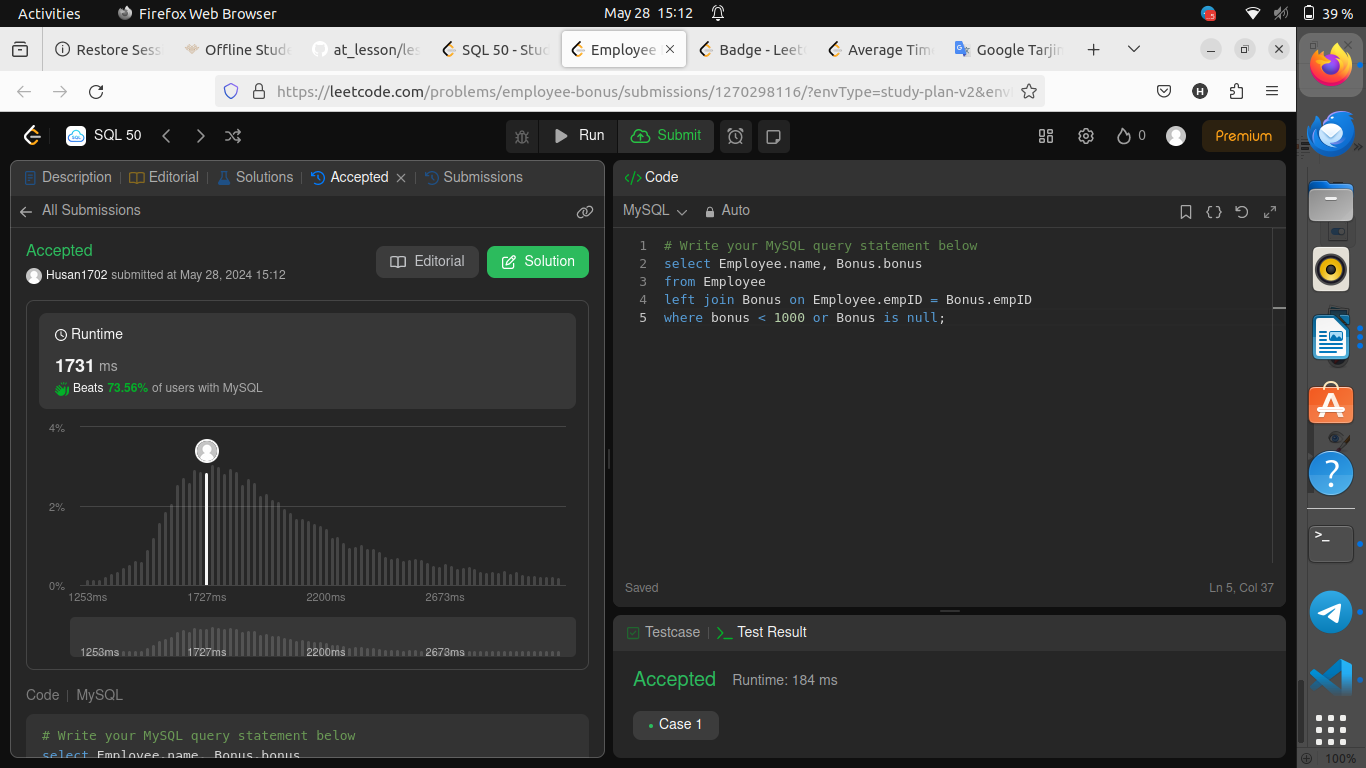 Activities
Firefox Web Browser
May 28 15:12
39 %
Restore Sess
Offline Stude
at_lesson/les
SQL 50 - Stud
Employee
Badge - Leet
Average Time
Google Tarjim
https://leetcode.com/problems/employee-bonus/submissions/1270298116/?envType=study-plan-v2&env
SQL 50
Run
Submit
0
Premium
Description
Editorial
Solutions
Accepted
Submissions
All Submissions
Accepted
Husan1702 submitted at May 28, 2024 15:12
Editorial
Solution
Runtime
1731 ms
Beats 73.56% of users with MySQL
4%
2%
0%
1253ms 1727ms 2200ms 2673ms
1253ms 1727ms 2200ms 2673ms
Code | MySQL
# Write your MySQL query statement below
select Employee.name, Bonus.bonus
</> Code
MySQL
Auto
1 # Write your MySQL query statement below
2 select Employee.name, Bonus.bonus
3 from Employee
4 left join Bonus on Employee.empID = Bonus.empID
5 where bonus < 1000 or Bonus is null;
Saved
Ln 5, Col 37
Testcase
Test Result
Accepted
Runtime: 184 ms
Case 1
100%